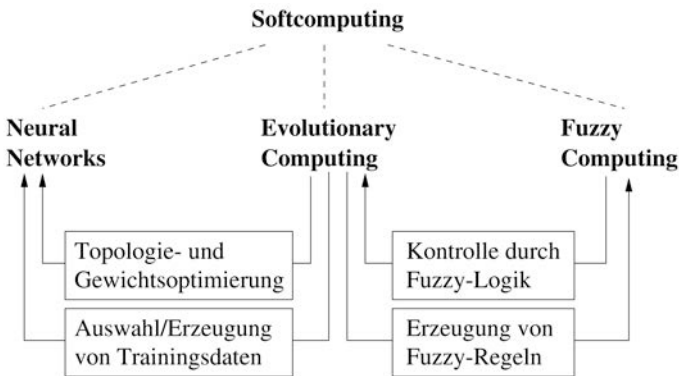 Softcomputing
Neural
Networks
Evolutionary
Computing
Fuzzy
Computing
Topologie- und
Gewichtsoptimierung
Kontrolle durch
Fuzzy-Logik
Auswahl/Erzeugung
von Trainingsdaten
Erzeugung von
Fuzzy-Regeln